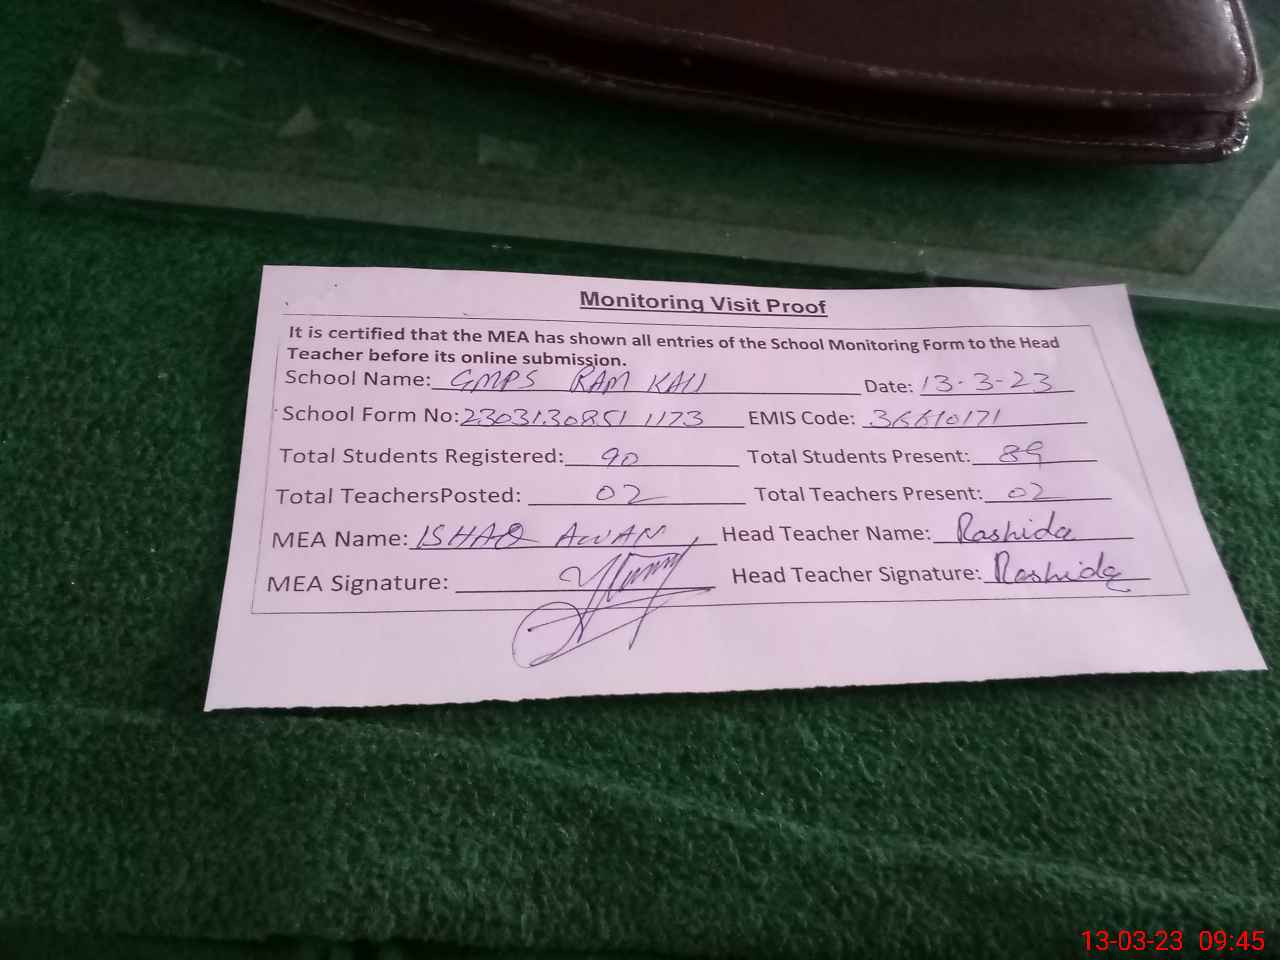 Monitoring Visit Proof
It is certified that the MEA has shown all entries of the School Monitoring Form to the Head
Teacher before its online submission.
School Name: GMPS RAM KALI Date: 13-3-23
School Form No: 23031308511173 EMIS Code: 36610171
Total Students Registered: 90 Total Students Present: 89
Total TeachersPosted: 02 Total Teachers Present: 02
MEA Name: ISHAQ AWAN Head Teacher Name: Rashida
MEA Signature: Head Teacher Signature: Rashida
13-03-23 09:45